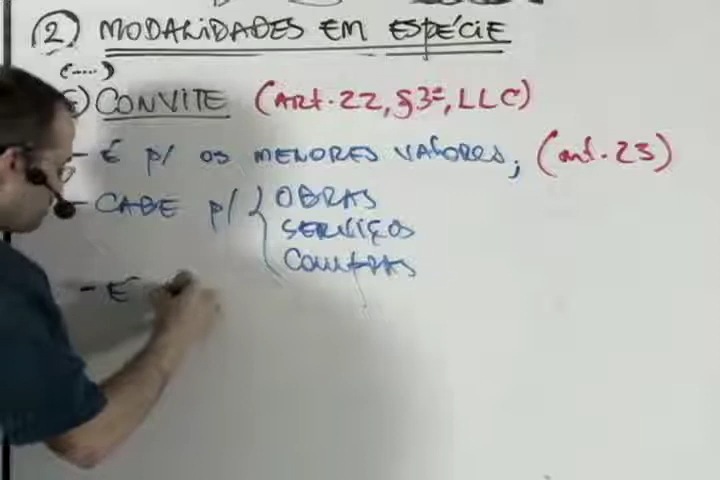 ② MODALIDADES EM ESPÉCIE
(....)
) CONVITE (ART. 22, §3º, LLC)
- É p/ OS MENORES VALORES; (art. 23)
- CABE p/ { OBRAS
SERVIÇOS
COMPRAS
- É